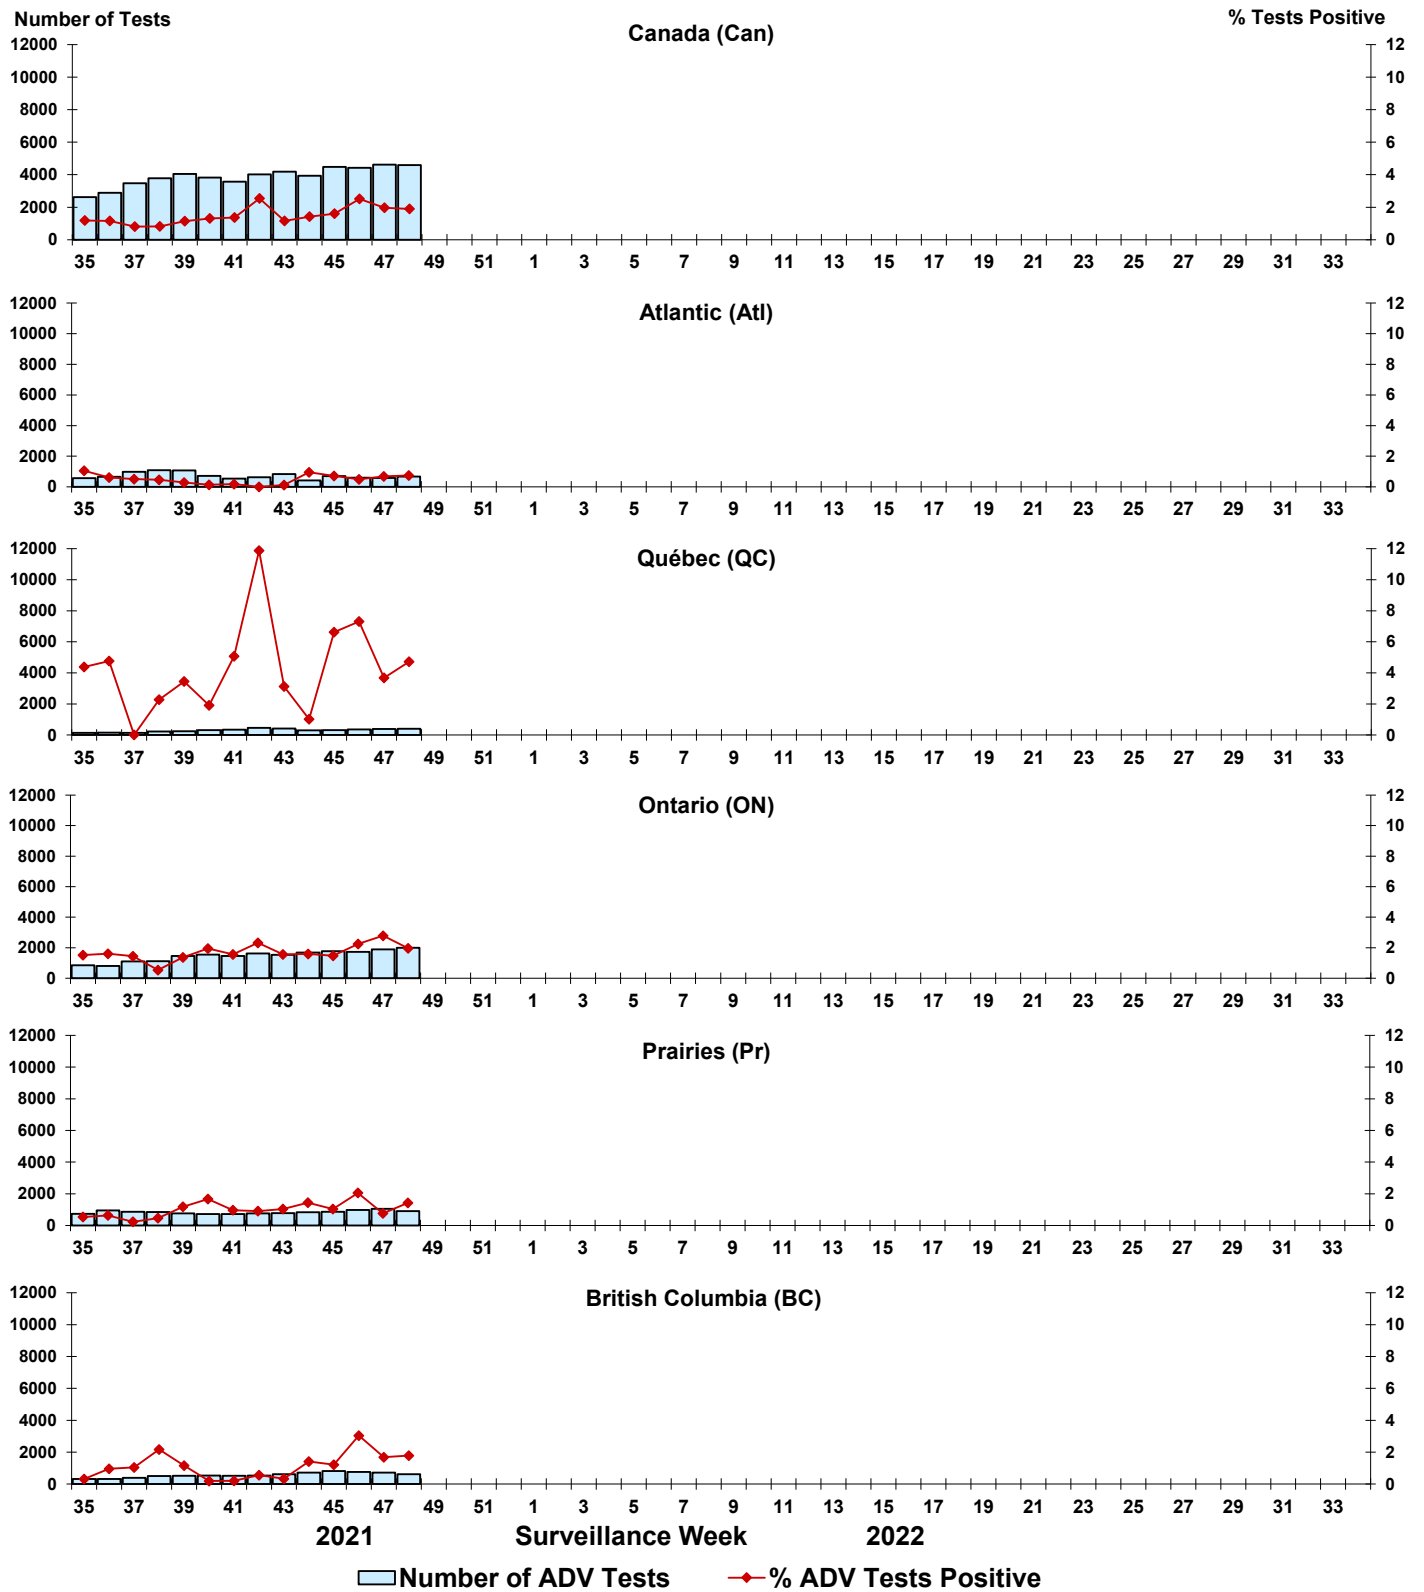 Number of Tests
% Tests Positive
Canada (Can)
12000 12
10000 10
8000 8
6000 6
4000 4
2000 2
0 0
35 37 39 41 43 45 47 49 51 1 3 5 7 9 11 13 15 17 19 21 23 25 27 29 31 33
Atlantic (Atl)
12000 12
10000 10
8000 8
6000 6
4000 4
2000 2
0 0
35 37 39 41 43 45 47 49 51 1 3 5 7 9 11 13 15 17 19 21 23 25 27 29 31 33
Québec (QC)
12000 12
10000 10
8000 8
6000 6
4000 4
2000 2
0 0
35 37 39 41 43 45 47 49 51 1 3 5 7 9 11 13 15 17 19 21 23 25 27 29 31 33
Ontario (ON)
12000 12
10000 10
8000 8
6000 6
4000 4
2000 2
0 0
35 37 39 41 43 45 47 49 51 1 3 5 7 9 11 13 15 17 19 21 23 25 27 29 31 33
Prairies (Pr)
12000 12
10000 10
8000 8
6000 6
4000 4
2000 2
0 0
35 37 39 41 43 45 47 49 51 1 3 5 7 9 11 13 15 17 19 21 23 25 27 29 31 33
British Columbia (BC)
12000 12
10000 10
8000 8
6000 6
4000 4
2000 2
0 0
35 37 39 41 43 45 47 49 51 1 3 5 7 9 11 13 15 17 19 21 23 25 27 29 31 33
2021 Surveillance Week 2022
Number of ADV Tests % ADV Tests Positive